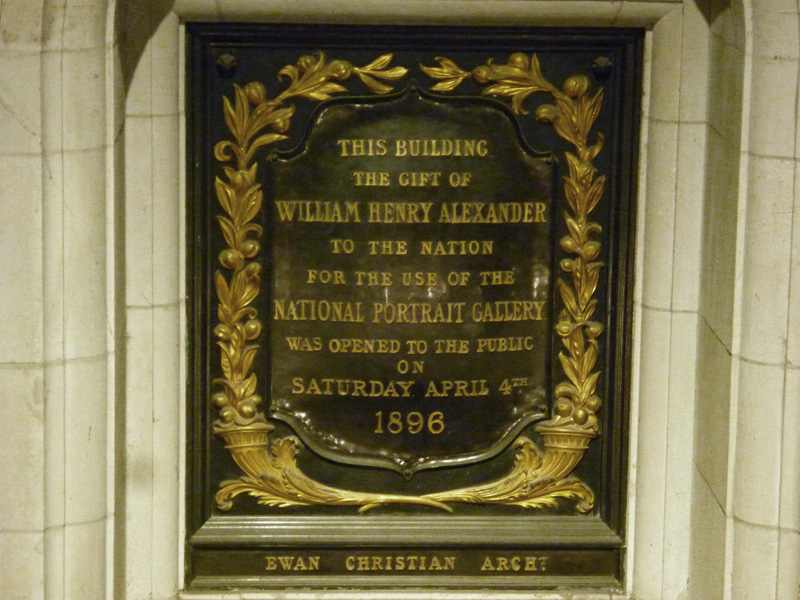 THIS BUILDING
THE GIFT OF
WILLIAM HENRY ALEXANDER
TO THE NATION
FOR THE USE OF THE
NATIONAL PORTRAIT GALLERY
WAS OPENED TO THE PUBLIC
ON
SATURDAY APRIL 4TH
1896
EWAN CHRISTIAN ARCHT